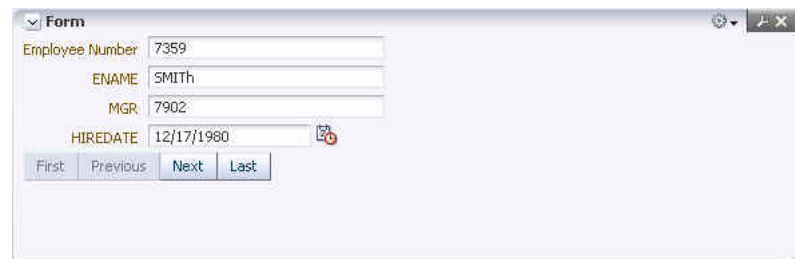 Form
Employee Number 7359
ENAME SMITh
MGR 7902
HIREDATE 12/17/1980
First Previous Next Last